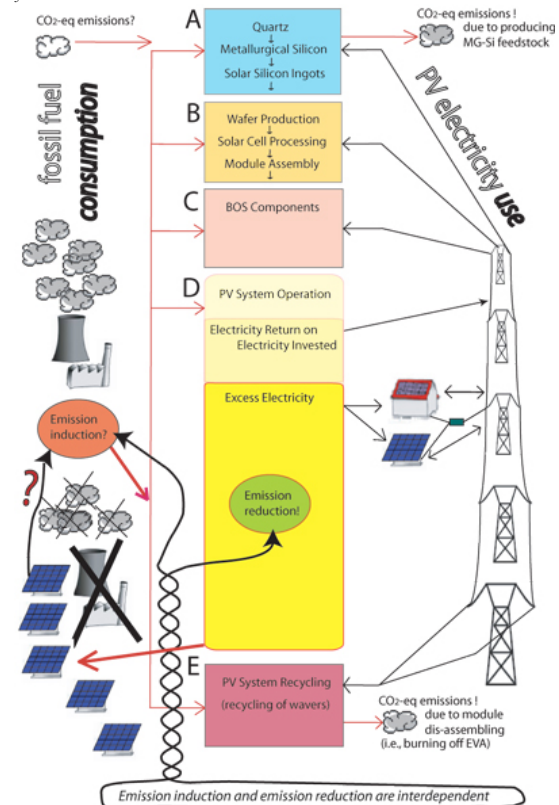 CO2-eq emissions?
A
Quartz
↓
Metallurgical Silicon
↓
Solar Silicon Ingots
↓
CO2-eq emissions !
due to producing
MG-Si feedstock
fossil fuel
consumption
PV electricity
use
B
Wafer Production
↓
Solar Cell Processing
↓
Module Assembly
↓
C
BOS Components
D
PV System Operation
Electricity Return on
Electricity Invested
Excess Electricity
Emission
induction?
?
Emission
reduction!
E
PV System Recycling
(recycling of wavers)
CO2-eq emissions !
due to module
dis-assembling
(i.e., burning off EVA)
Emission induction and emission reduction are interdependent